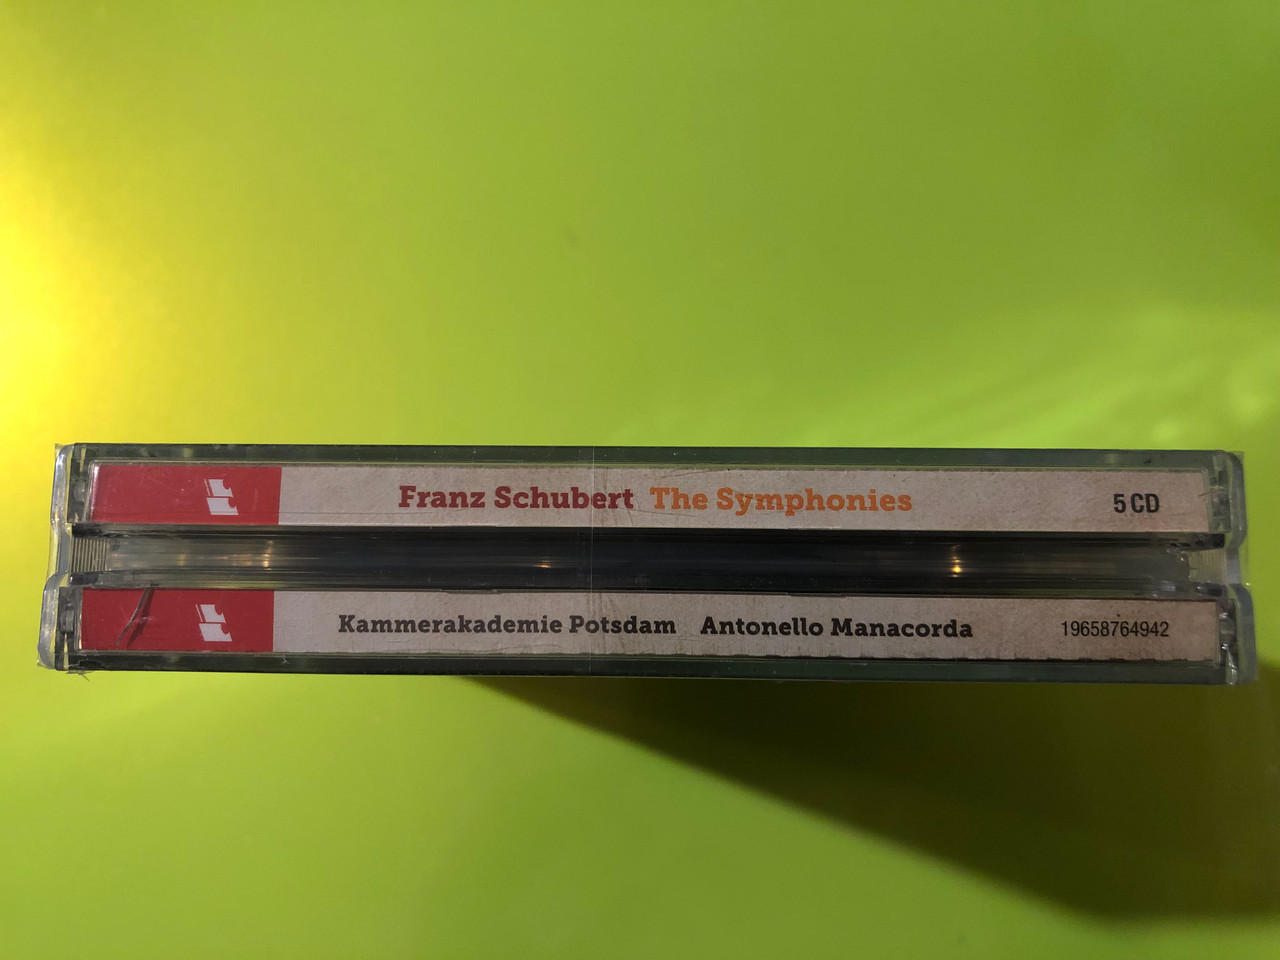 Franz Schubert The Symphonies 5 CD
Kammerakademie Potsdam Antonello Manacorda 19658764942